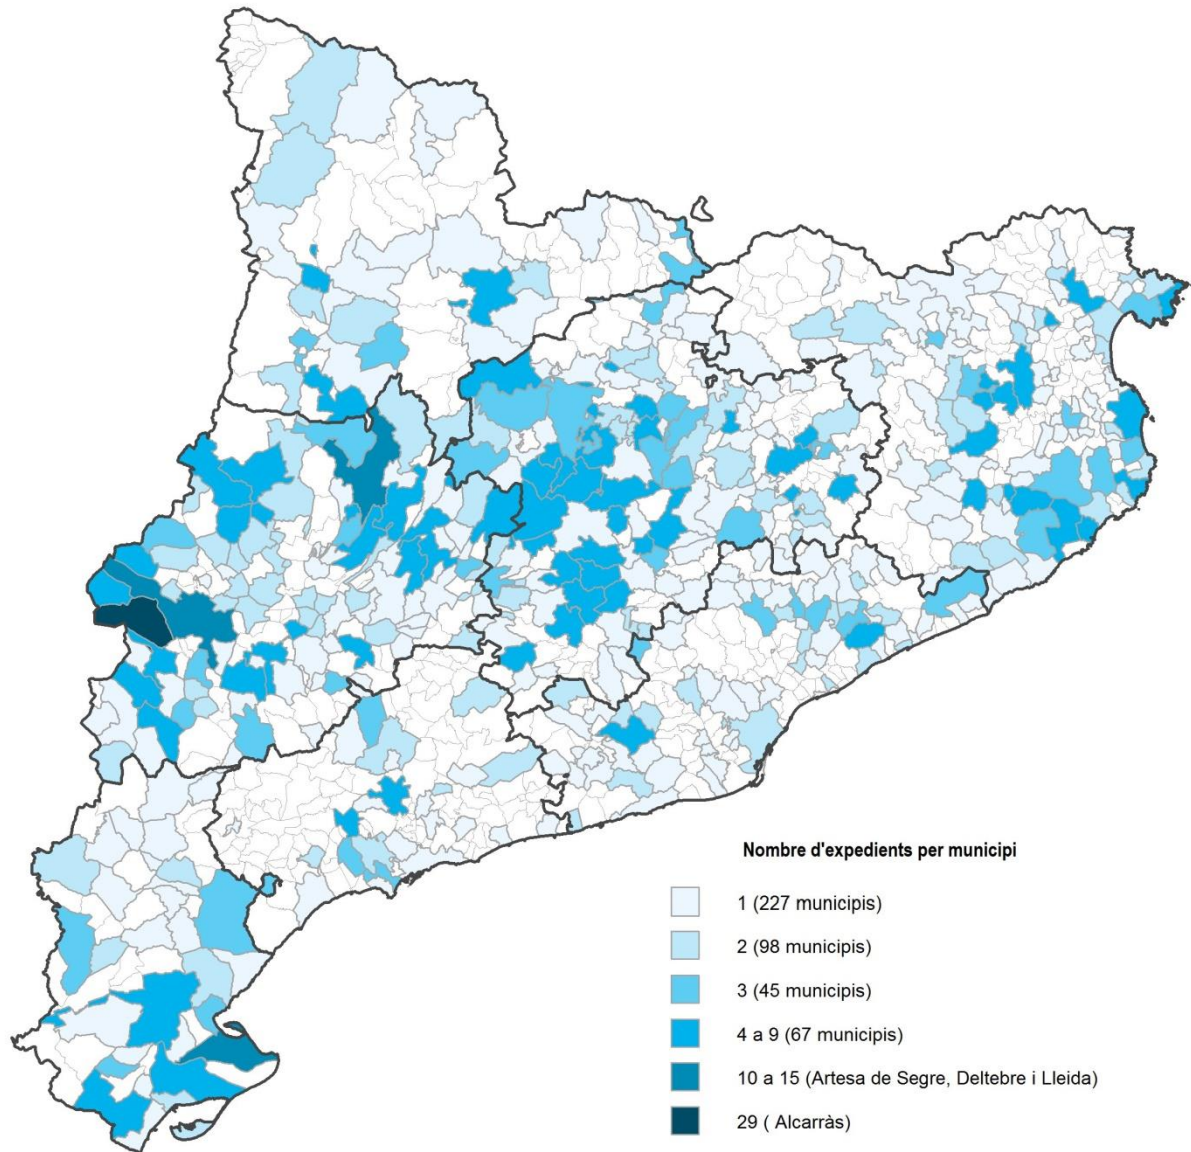 Nombre d'expedients per municipi
1 (227 municipis)
2 (98 municipis)
3 (45 municipis)
4 a 9 (67 municipis)
10 a 15 (Artesa de Segre, Deltebre i Lleida)
29 ( Alcarràs)